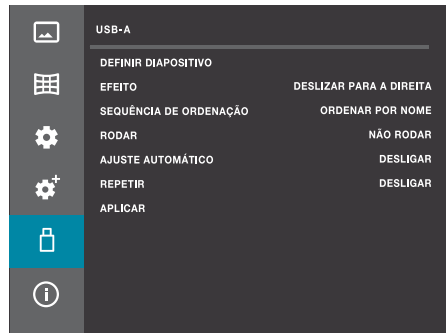 USB-A
DEFINIR DIAPOSITIVO
EFEITO DESLIZAR PARA A DIREITA
SEQUÊNCIA DE ORDENAÇÃO ORDENAR POR NOME
RODAR NÃO RODAR
AJUSTE AUTOMÁTICO DESLIGAR
REPETIR DESLIGAR
APLICAR